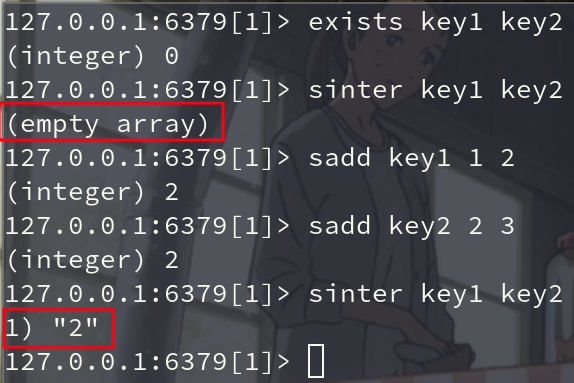 127.0.0.1:6379[1]> exists key1 key2
(integer) 0
127.0.0.1:6379[1]> sinter key1 key2
(empty array)
127.0.0.1:6379[1]> sadd key1 1 2
(integer) 2
127.0.0.1:6379[1]> sadd key2 2 3
(integer) 2
127.0.0.1:6379[1]> sinter key1 key2
1) "2"
127.0.0.1:6379[1]>